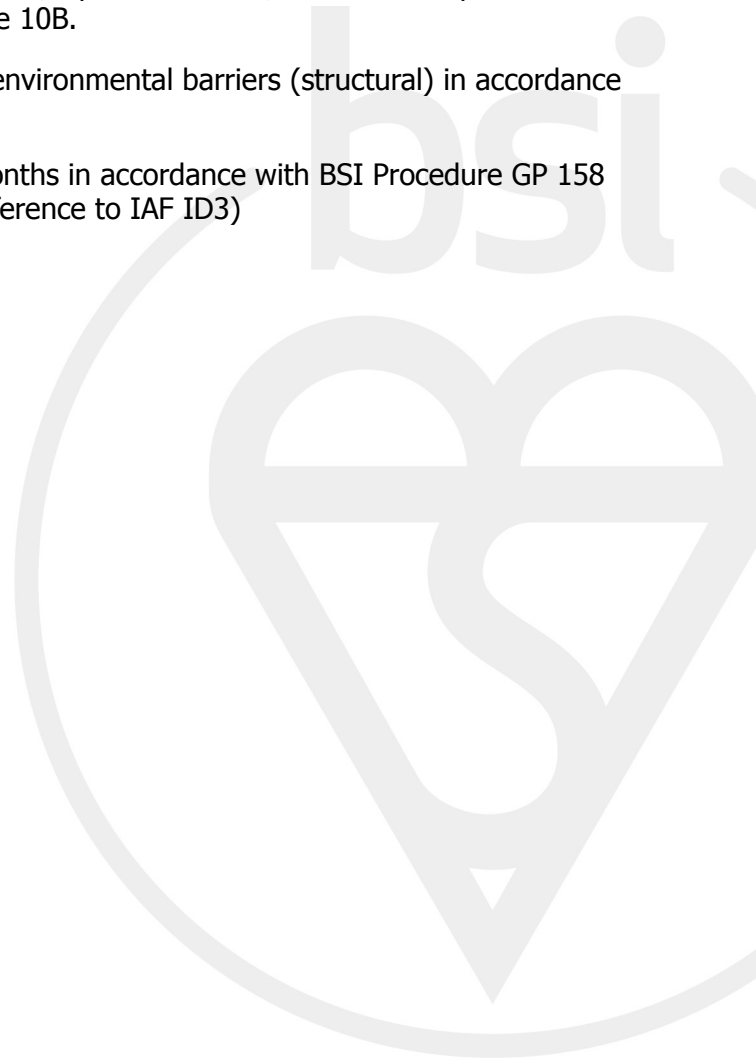 e 10B.
environmental barriers (structural) in accordance
onths in accordance with BSI Procedure GP 158
erence to IAF ID3)
bsi